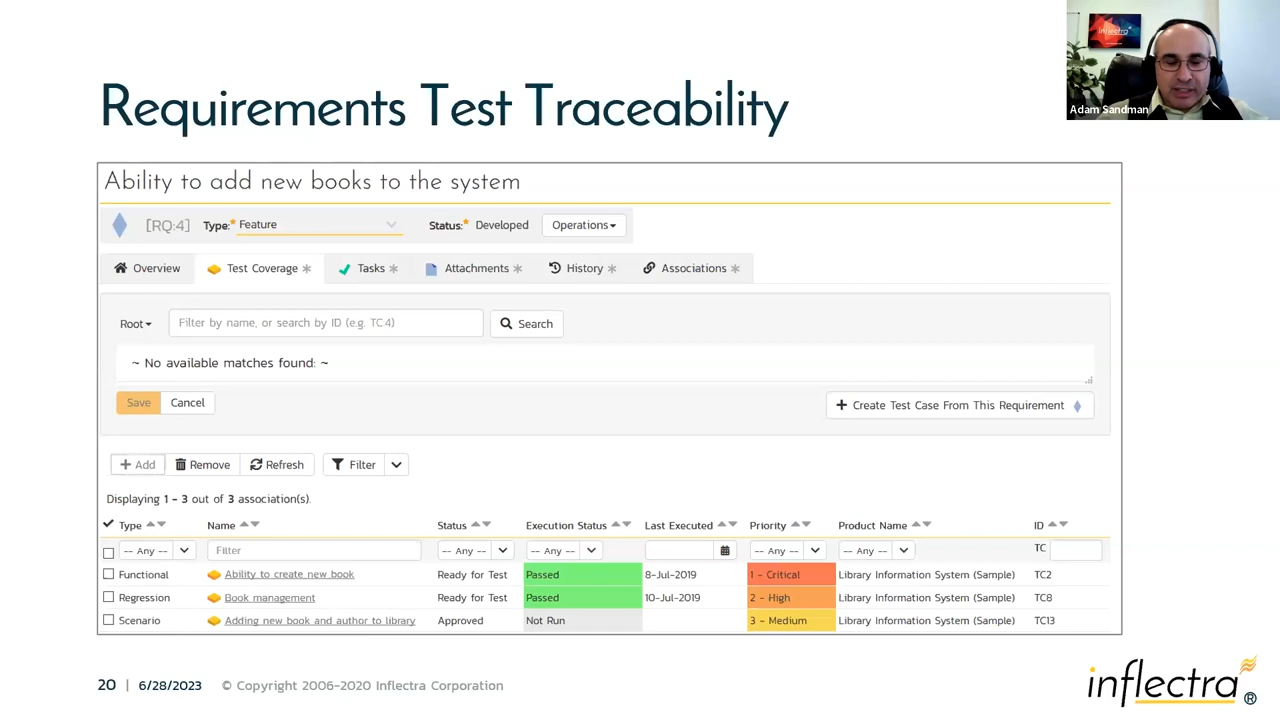 inflectra
Adam Sandman
Requirements Test Traceability
Ability to add new books to the system
[RQ:4] Type:* Feature Status:* Developed Operations
Overview Test Coverage * Tasks * Attachments * History * Associations *
Root Filter by name, or search by ID (e.g. TC4) Search
~ No available matches found: ~
Save Cancel + Create Test Case From This Requirement
+ Add Remove Refresh Filter
Displaying 1 - 3 out of 3 association(s).
Type Name Status Execution Status Last Executed Priority Product Name ID
-- Any -- Filter -- Any -- -- Any -- -- Any -- -- Any -- TC
Functional Ability to create new book Ready for Test Passed 8-Jul-2019 1 - Critical Library Information System (Sample) TC2
Regression Book management Ready for Test Passed 10-Jul-2019 2 - High Library Information System (Sample) TC8
Scenario Adding new book and author to library Approved Not Run 3 - Medium Library Information System (Sample) TC13
20 | 6/28/2023 © Copyright 2006-2020 Inflectra Corporation
inflectra ®